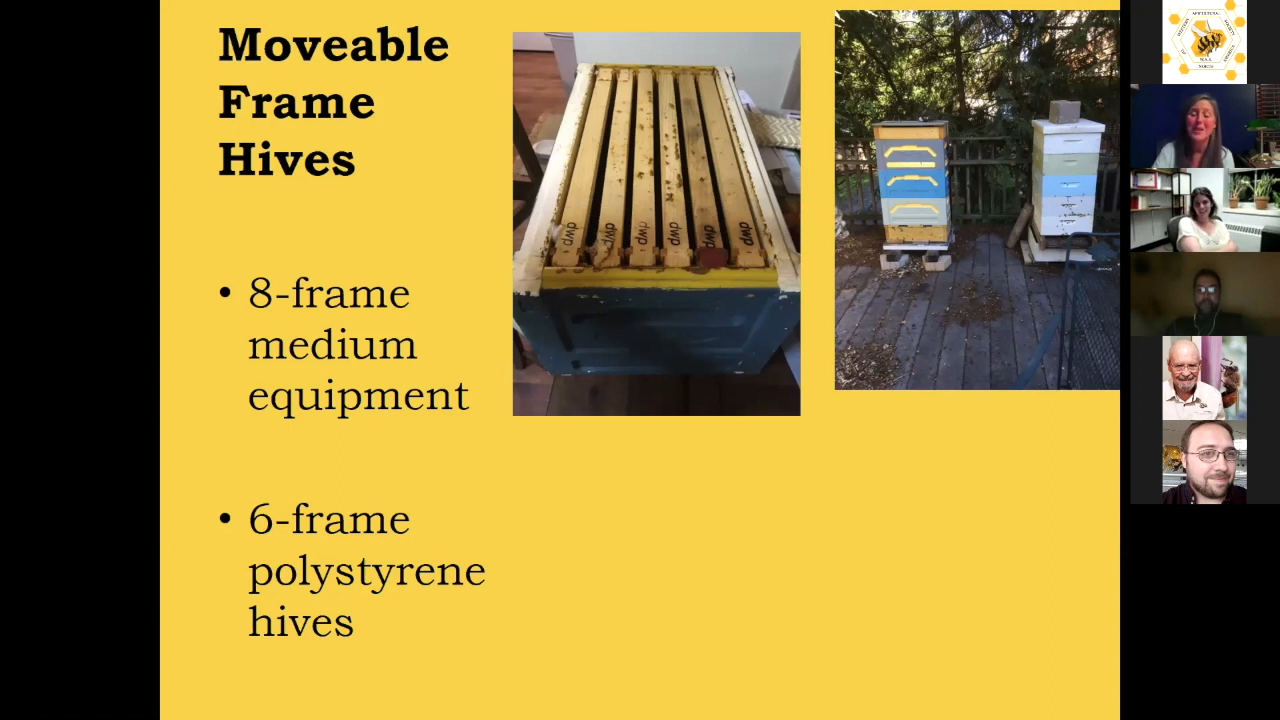 Moveable
Frame
Hives
• 8-frame
medium
equipment
• 6-frame
polystyrene
hives
dwp
dwp
dwp
dwp
dwp
dwp